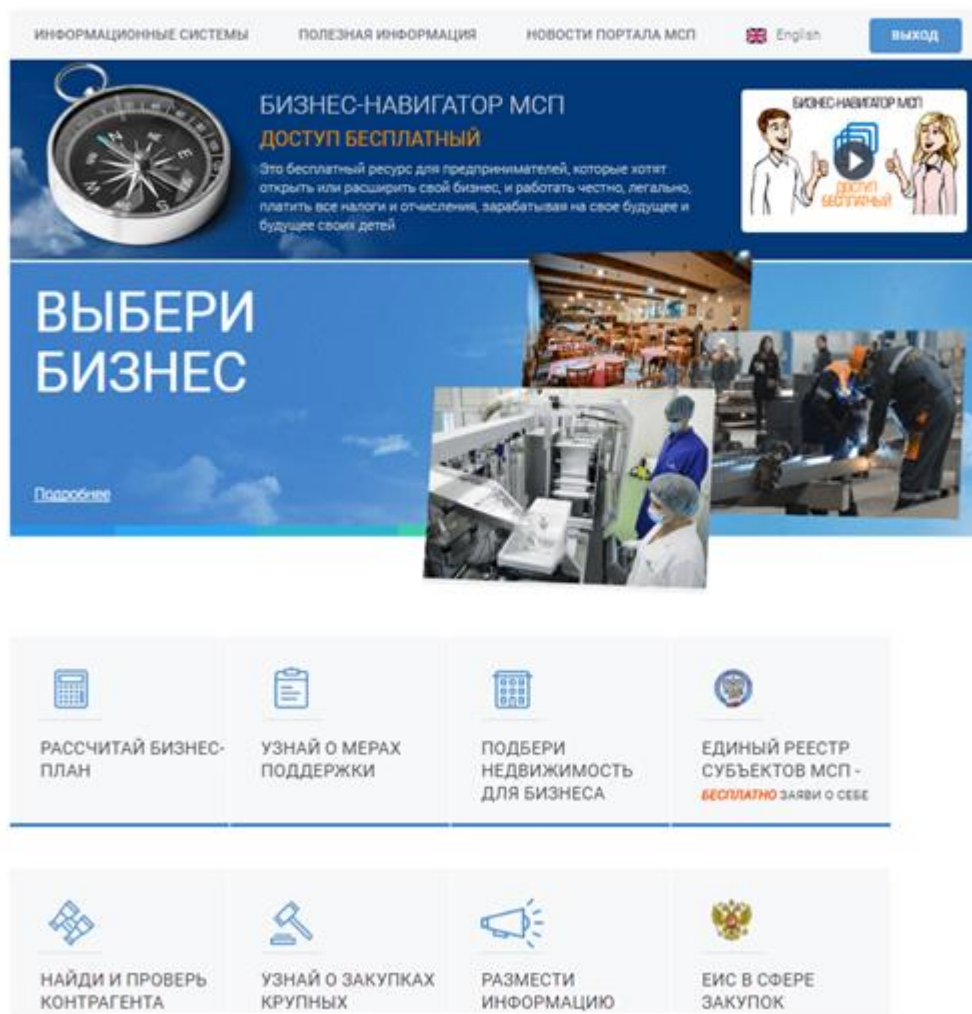 ИНФОРМАЦИОННЫЕ СИСТЕМЫ
ПОЛЕЗНАЯ ИНФОРМАЦИЯ
НОВОСТИ ПОРТАЛА МСП
English
ВЫХОД
БИЗНЕС-НАВИГАТОР МСП
ДОСТУП БЕСПЛАТНЫЙ
Это бесплатный ресурс для предпринимателей, которые хотят
открыть или расширить свой бизнес, и работать честно, легально,
платить все налоги и отчисления, зарабатывая на свое будущее и
будущее своих детей
БИЗНЕС-НАВИГАТОР МСП
ДОСТУП
БЕСПЛАТНЫЙ
ВЫБЕРИ
БИЗНЕС
Подробнее
РАССЧИТАЙ БИЗНЕС-
ПЛАН
УЗНАЙ О МЕРАХ
ПОДДЕРЖКИ
ПОДБЕРИ
НЕДВИЖИМОСТЬ
ДЛЯ БИЗНЕСА
ЕДИНЫЙ РЕЕСТР
СУБЪЕКТОВ МСП -
БЕСПЛАТНО ЗАЯВИ О СЕБЕ
НАЙДИ И ПРОВЕРЬ
КОНТРАГЕНТА
УЗНАЙ О ЗАКУПКАХ
КРУПНЫХ
РАЗМЕСТИ
ИНФОРМАЦИЮ
ЕИС В СФЕРЕ
ЗАКУПОК